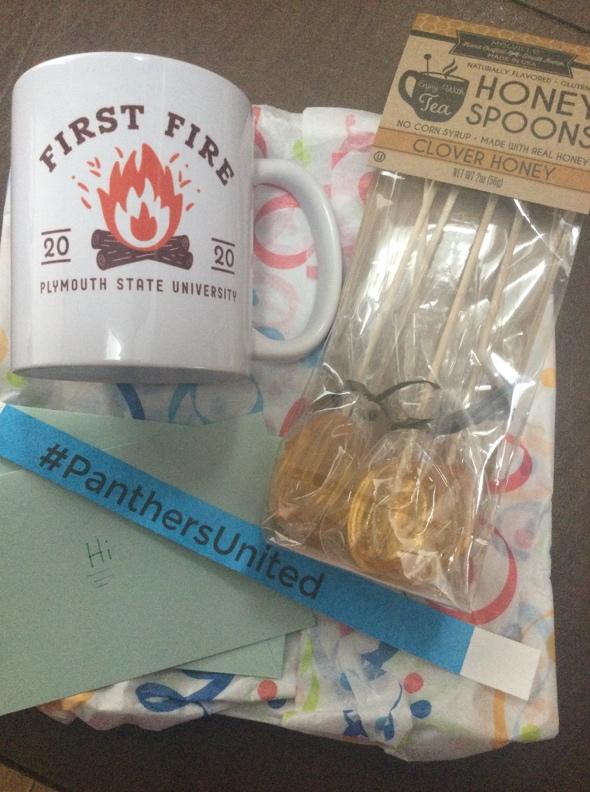 FIRST FIRE
20 20
PLYMOUTH STATE UNIVERSITY
MADE IN USA
NATURALLY FLAVORED - GLUTEN
Enjoy With
Tea
HONEY
SPOONS
NO CORN SYRUP - MADE WITH REAL HONEY
CLOVER HONEY
NET WT 2oz (56g)
#PanthersUnited
Hi